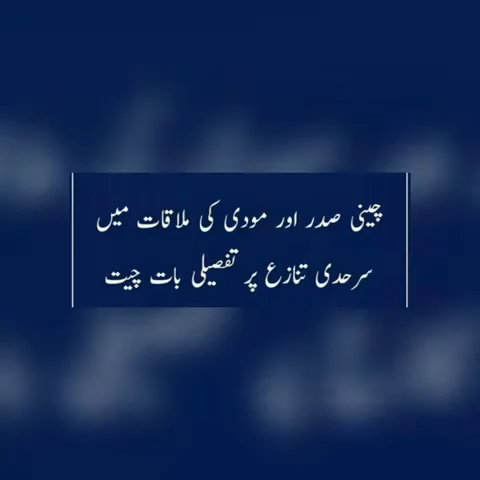 چینی صدر اور مودی کی ملاقات میں
سرحدی تنازع پر تفصیلی بات چیت